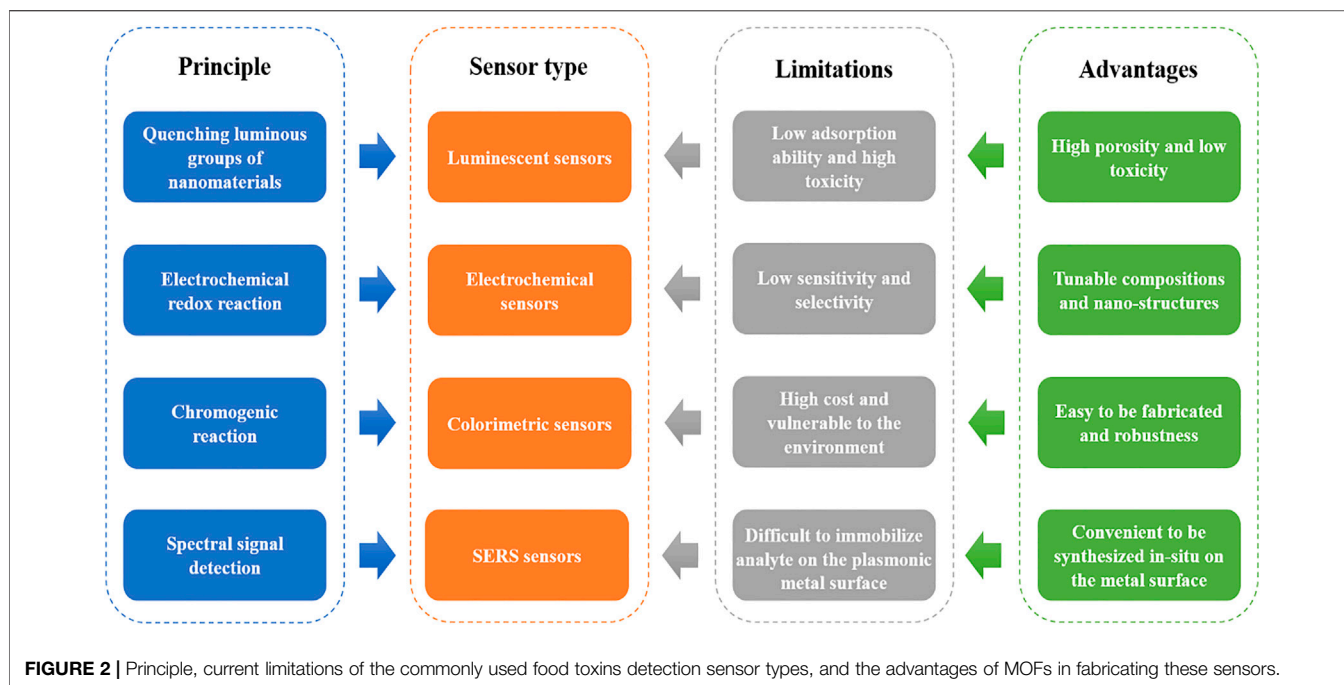 Principle
Sensor type
Limitations
Advantages
Quenching luminous
groups of
nanomaterials
Luminescent sensors
Low adsorption
ability and high
toxicity
High porosity and low
toxicity
Electrochemical
redox reaction
Electrochemical
sensors
Low sensitivity and
selectivity
Tunable compositions
and nano-structures
Chromogenic
reaction
Colorimetric sensors
High cost and
vulnerable to the
environment
Easy to be fabricated
and robustness
Spectral signal
detection
SERS sensors
Difficult to immobilize
analyte on the plasmonic
metal surface
Convenient to be
synthesized in-situ on
the metal surface
FIGURE 2 | Principle, current limitations of the commonly used food toxins detection sensor types, and the advantages of MOFs in fabricating these sensors.